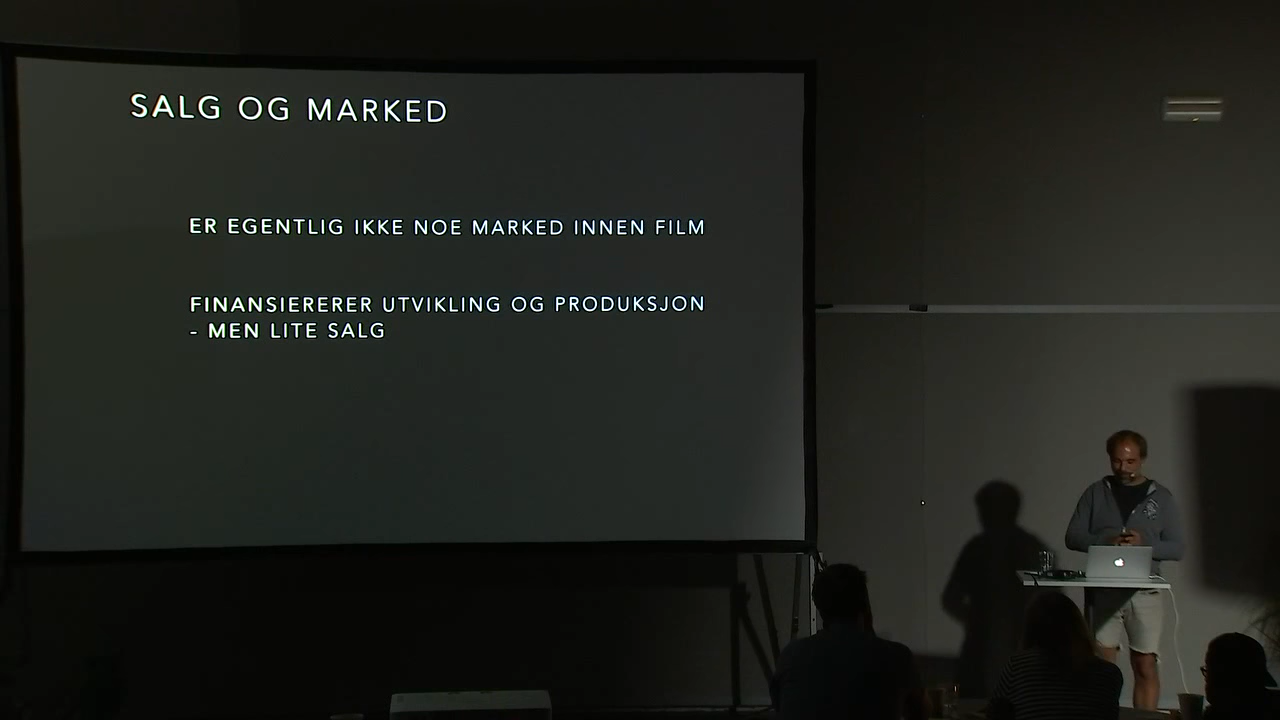 SALG OG MARKED
ER EGENTLIG IKKE NOE MARKED INNEN FILM
FINANSIERERER UTVIKLING OG PRODUKSJON
- MEN LITE SALG